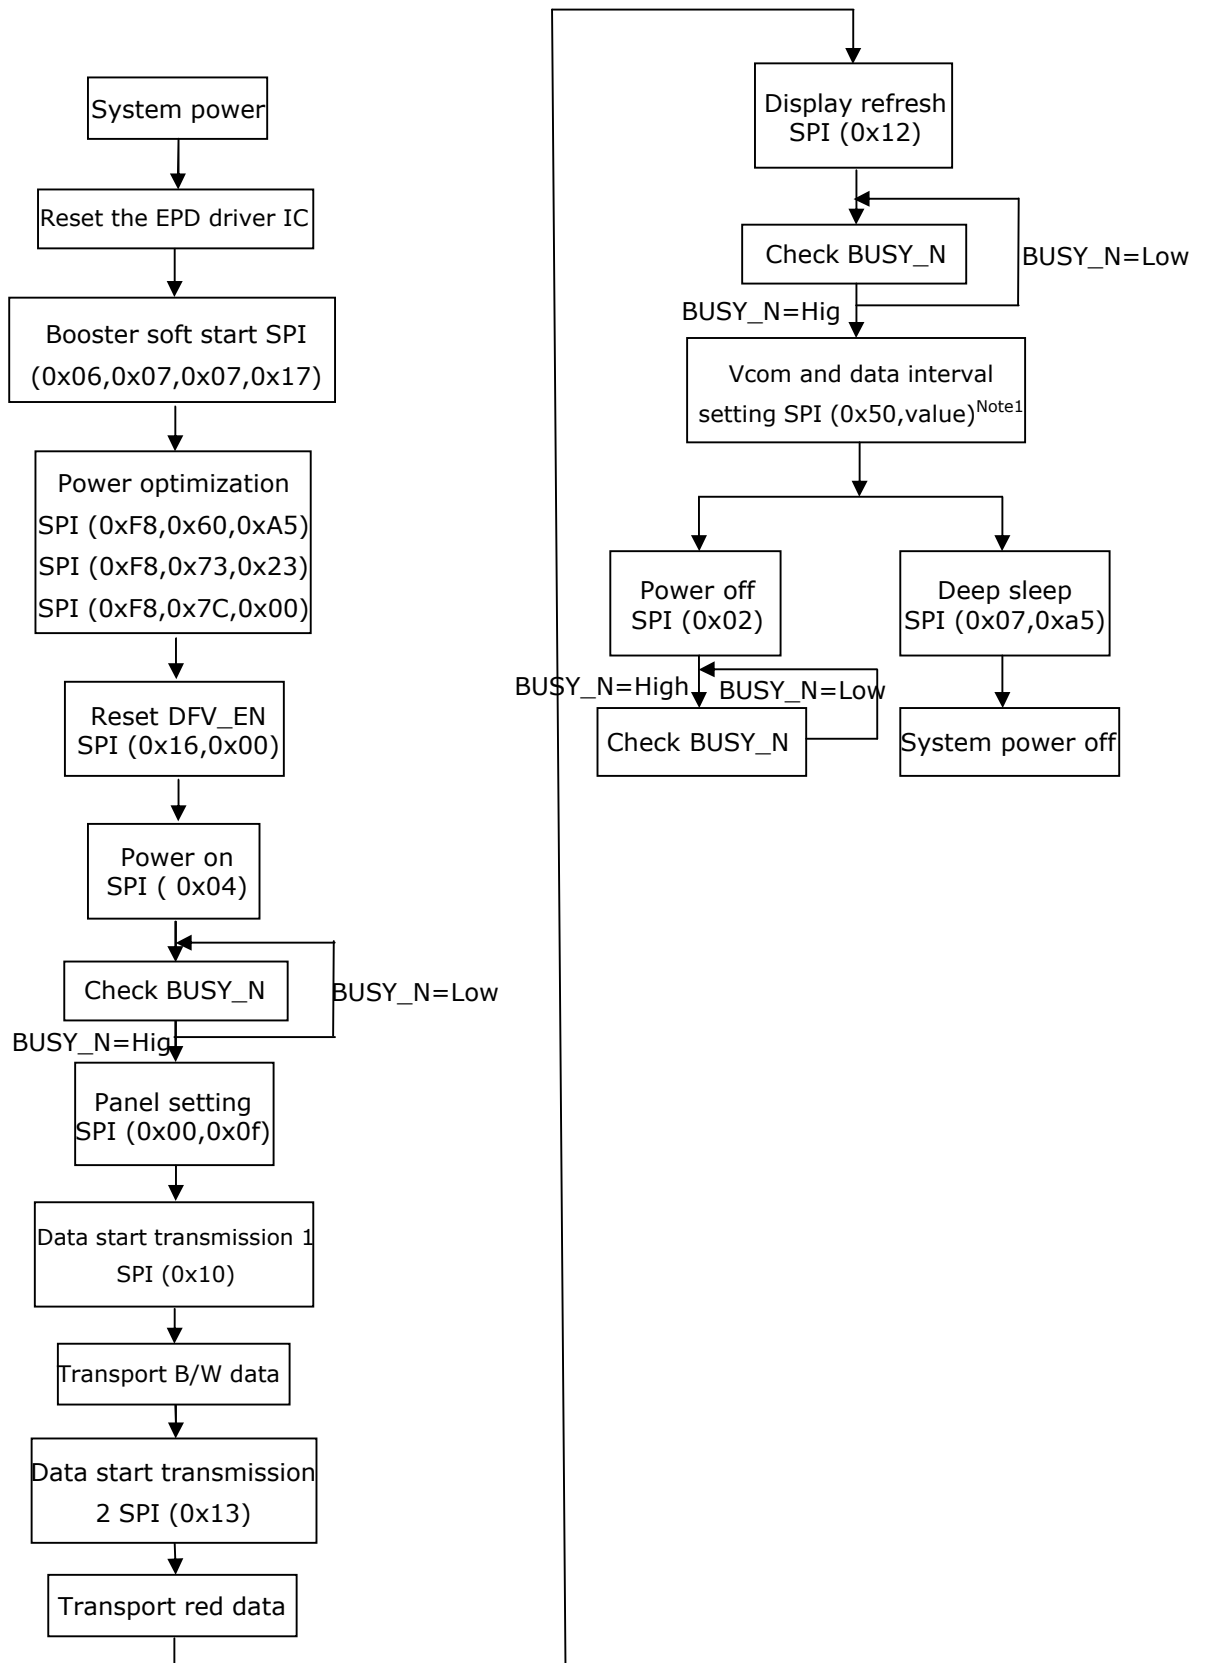 System power
Reset the EPD driver IC
Booster soft start SPI
(0x06,0x07,0x07,0x17)
Power optimization
SPI (0xF8,0x60,0xA5)
SPI (0xF8,0x73,0x23)
SPI (0xF8,0x7C,0x00)
Reset DFV_EN
SPI (0x16,0x00)
Power on
SPI ( 0x04)
Check BUSY_N
BUSY_N=Low
BUSY_N=Hig
Panel setting
SPI (0x00,0x0f)
Data start transmission 1
SPI (0x10)
Transport B/W data
Data start transmission
2 SPI (0x13)
Transport red data
Display refresh
SPI (0x12)
Check BUSY_N
BUSY_N=Low
BUSY_N=Hig
Vcom and data interval
setting SPI (0x50,value)Note1
Power off
SPI (0x02)
Deep sleep
SPI (0x07,0xa5)
BUSY_N=High
BUSY_N=Low
Check BUSY_N
System power off